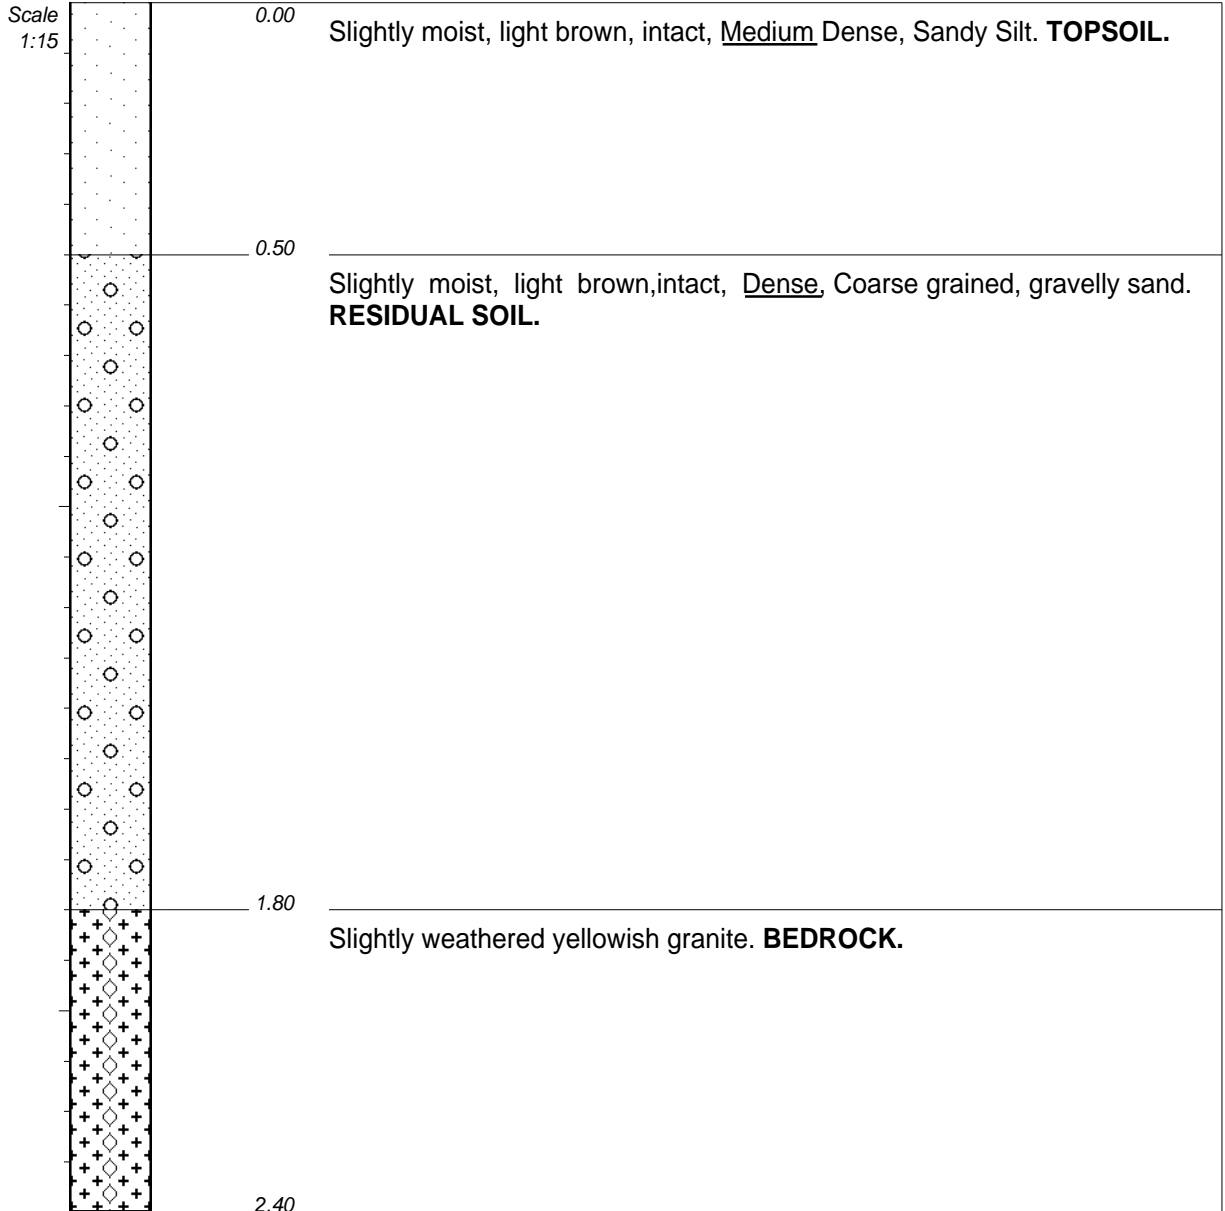 Scale
1:15
0.00
Slightly moist, light brown, intact, Medium Dense, Sandy Silt. TOPSOIL.
0.50
Slightly moist, light brown,intact, Dense, Coarse grained, gravelly sand.
RESIDUAL SOIL.
1.80
Slightly weathered yellowish granite. BEDROCK.
2.40